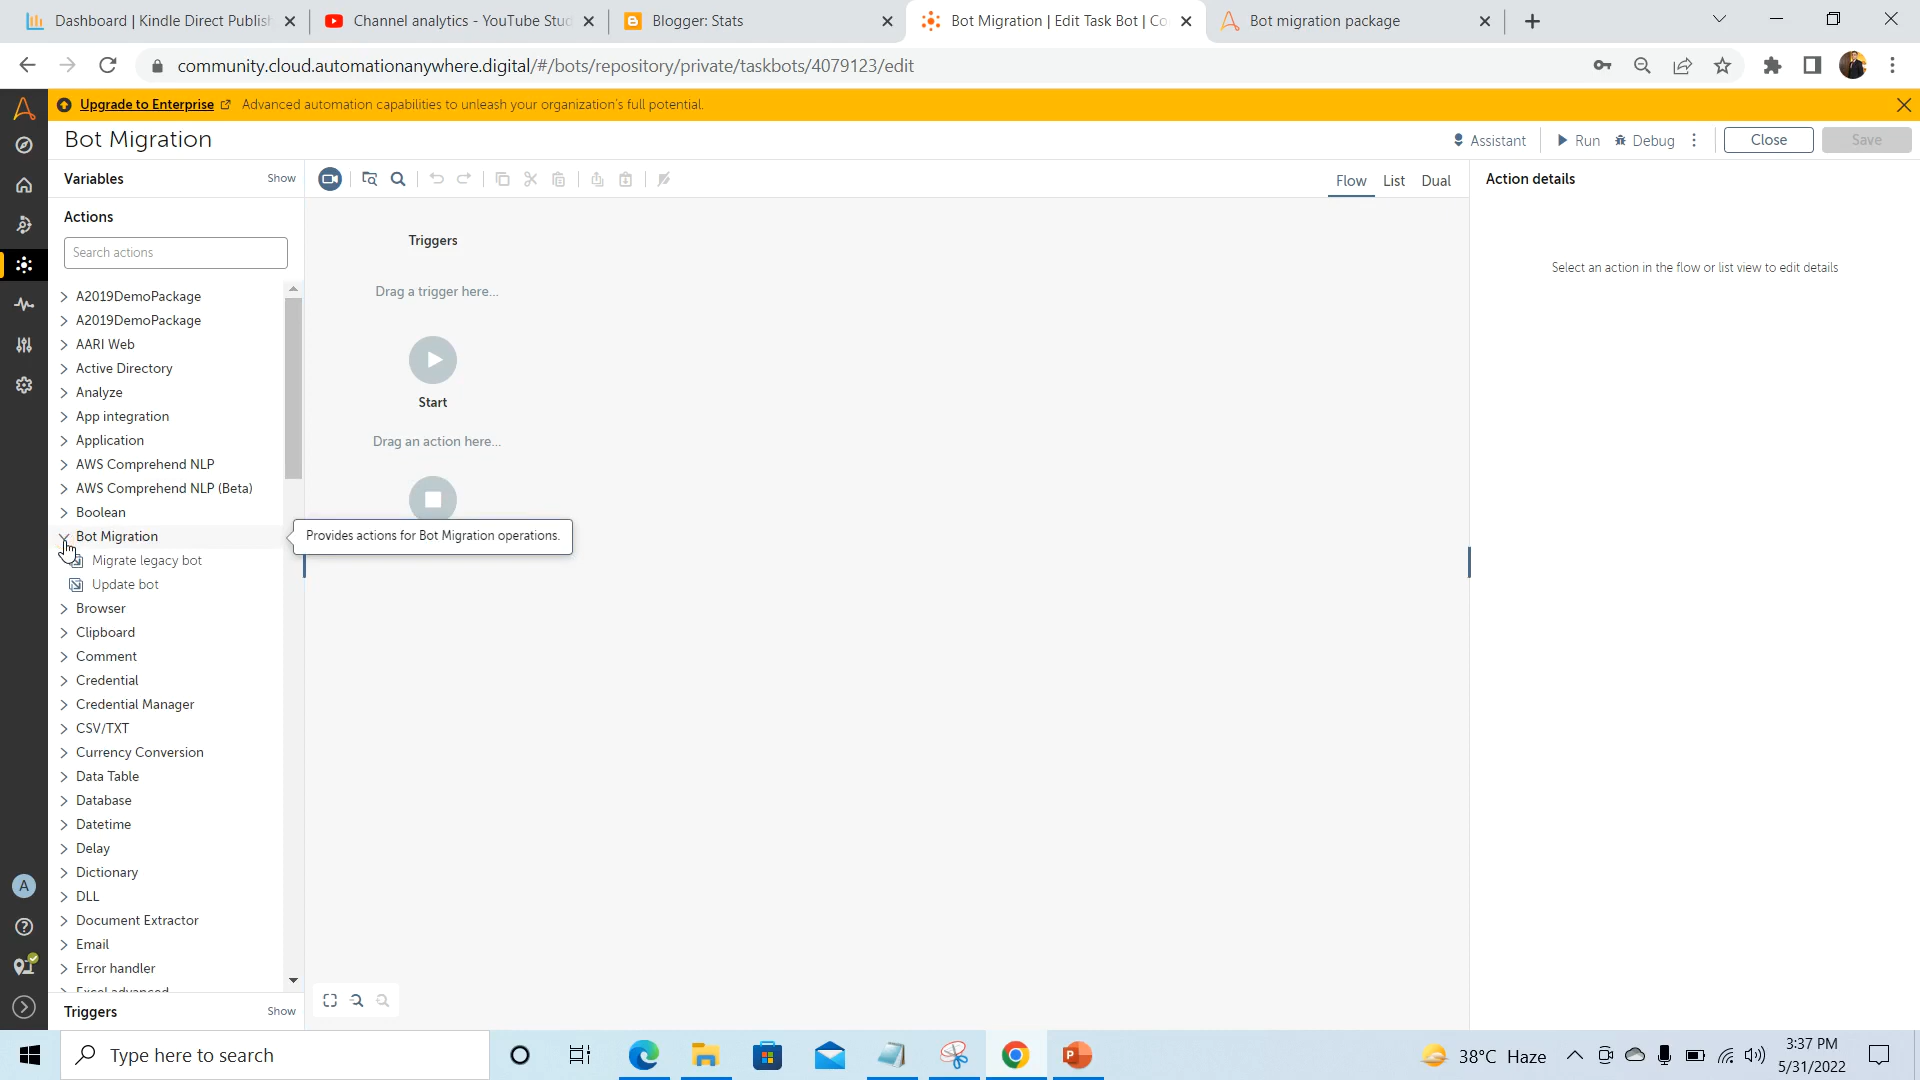 Dashboard | Kindle Direct Publish
Channel analytics - YouTube Stud
Blogger: Stats
Bot Migration | Edit Task Bot | Co
Bot migration package
community.cloud.automationanywhere.digital/#/bots/repository/private/taskbots/4079123/edit
Upgrade to Enterprise Advanced automation capabilities to unleash your organization's full potential.
Bot Migration
Assistant
Run
Debug
Close
Save
Variables
Show
Flow
List
Dual
Action details
Actions
Search actions
Select an action in the flow or list view to edit details
Triggers
Drag a trigger here...
Start
Drag an action here...
A2019DemoPackage
A2019DemoPackage
AARI Web
Active Directory
Analyze
App integration
Application
AWS Comprehend NLP
AWS Comprehend NLP (Beta)
Boolean
Bot Migration
Provides actions for Bot Migration operations.
Migrate legacy bot
Update bot
Browser
Clipboard
Comment
Credential
Credential Manager
CSV/TXT
Currency Conversion
Data Table
Database
Datetime
Delay
Dictionary
DLL
Document Extractor
Email
Error handler
Excel advanced
Triggers
Show
A
Type here to search
38°C Haze
3:37 PM
5/31/2022